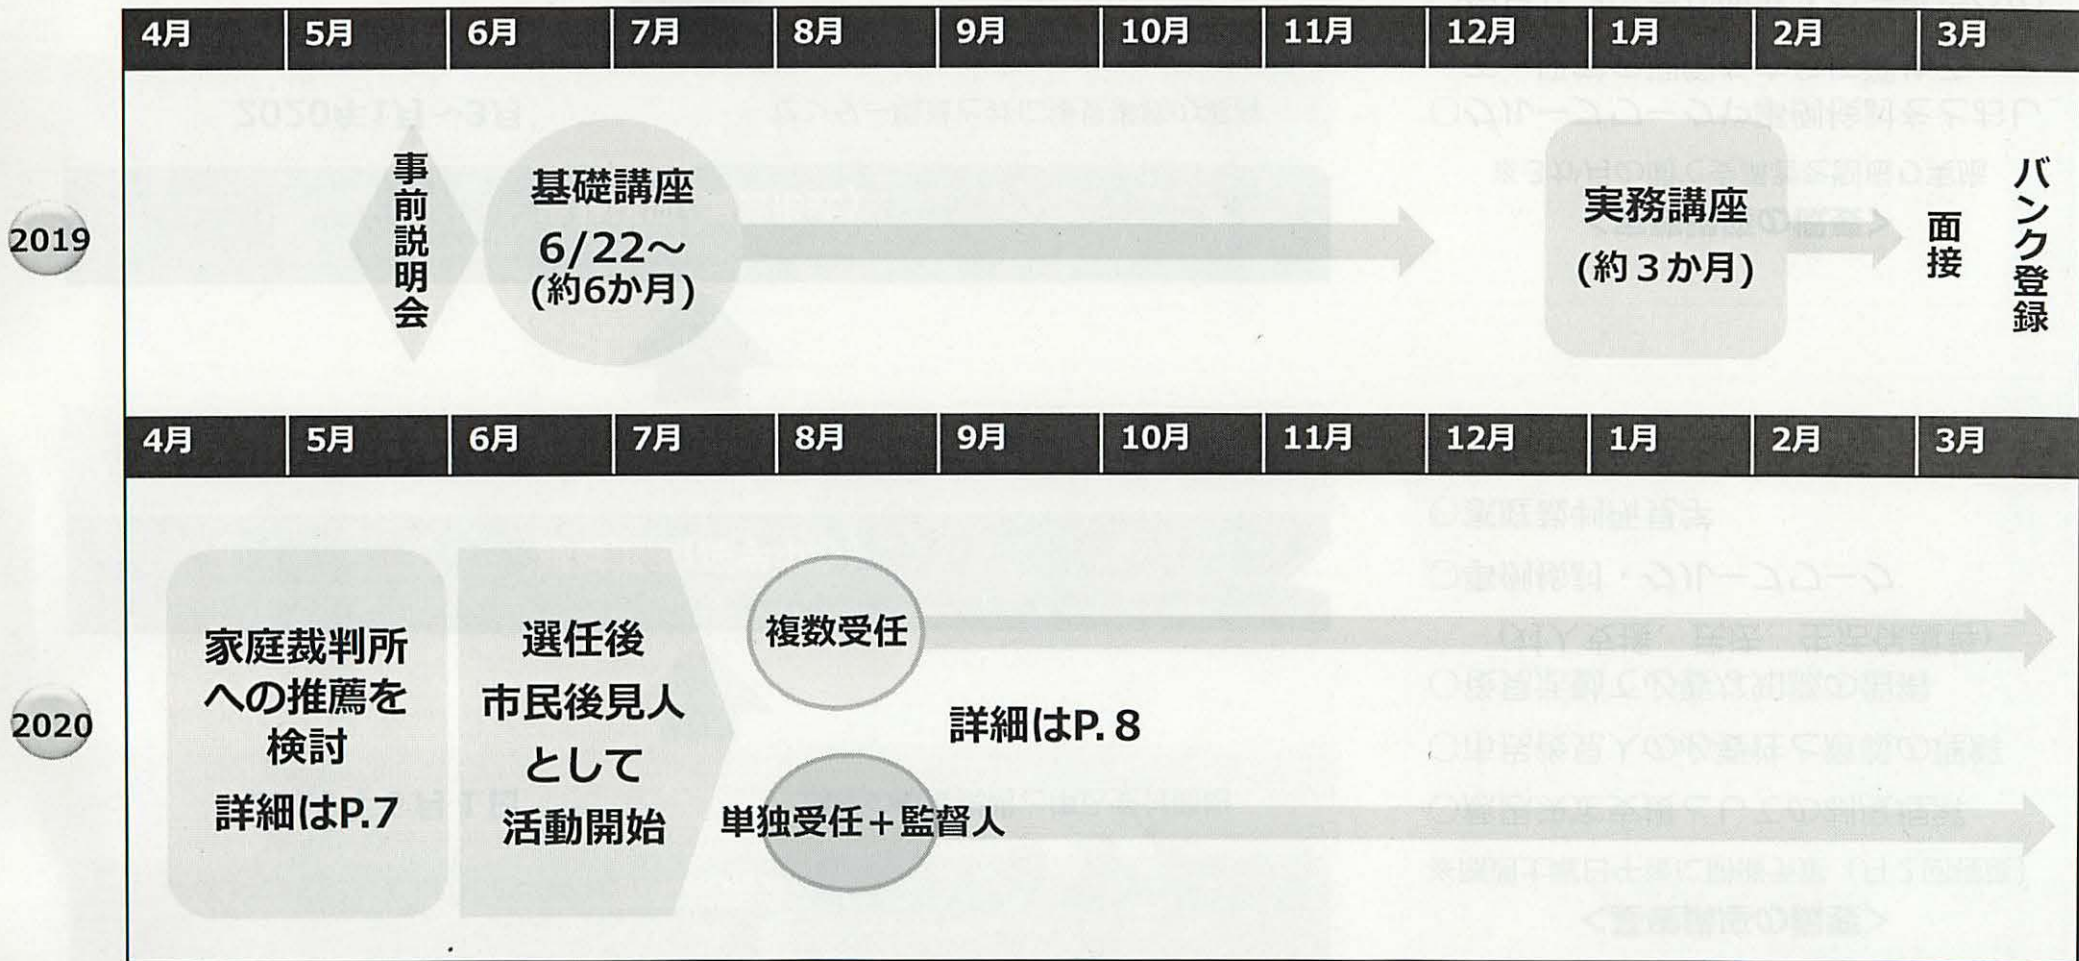 4月 5月 6月 7月 8月 9月 10月 11月 12月 1月 2月 3月
2019
事前説明会
基礎講座
6/22～
(約6か月)
実務講座
(約３か月)
面接
バンク登録
4月 5月 6月 7月 8月 9月 10月 11月 12月 1月 2月 3月
2020
家庭裁判所
への推薦を
検討
詳細はP.7
選任後
市民後見人
として
活動開始
複数受任
詳細はP.８
単独受任＋監督人